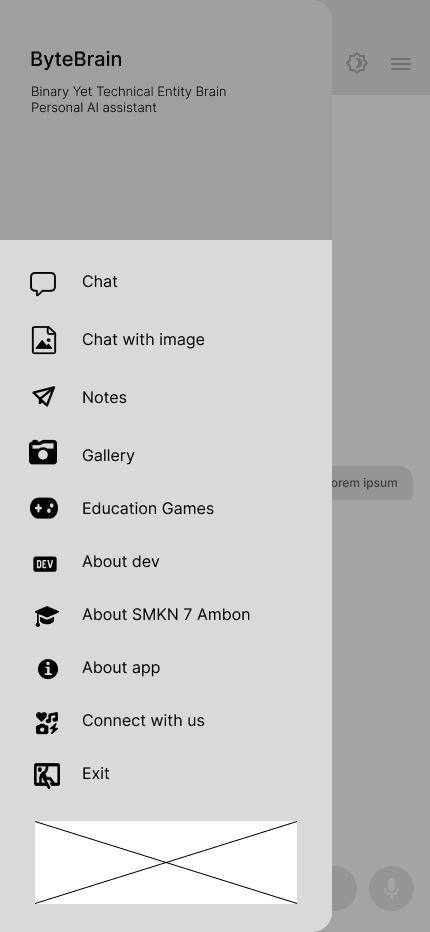 ByteBrain
Binary Yet Technical Entity Brain
Personal AI assistant
Chat
Chat with image
Notes
Gallery
orem ipsum
Education Games
DEV
About dev
About SMKN 7 Ambon
About app
Connect with us
Exit